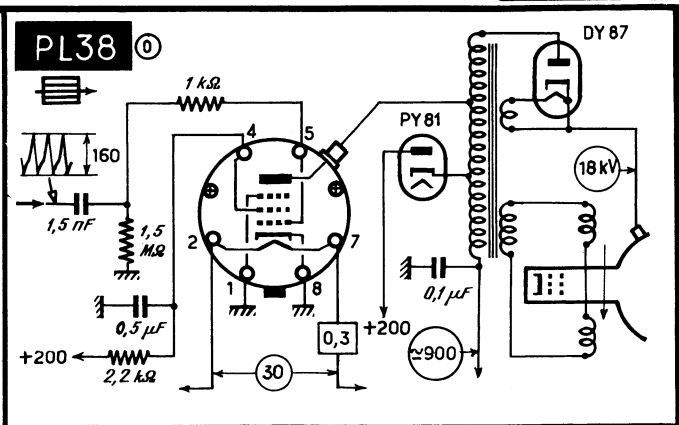 PL38 O
DY 87
1 kΩ
4
5
PY 81
160
18 kV
1,5 nF
1,5 MΩ
2
7
1
8
0,5 µF
0,1 µF
+200
0,3
≃900
+200
2,2 kΩ
30